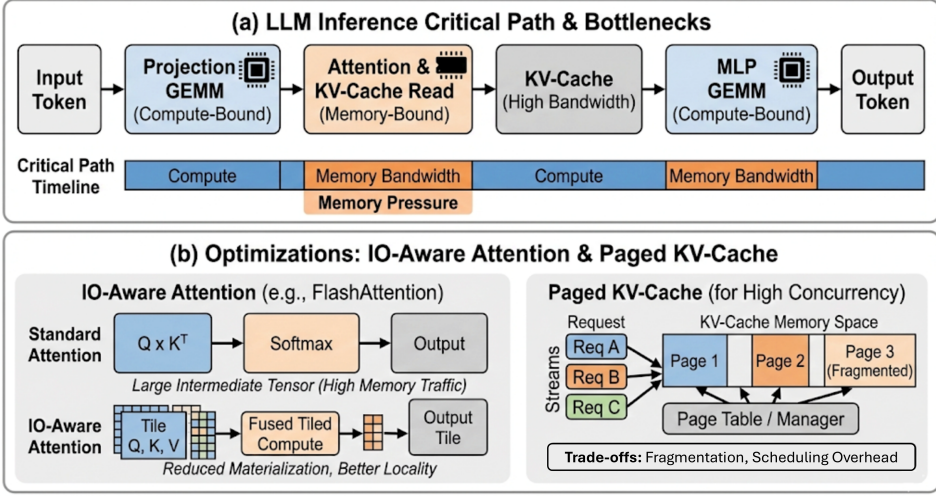 (a) LLM Inference Critical Path & Bottlenecks
Input
Token
Projection
GEMM
(Compute-Bound)
Attention &
KV-Cache Read
(Memory-Bound)
KV-Cache
(High Bandwidth)
MLP
GEMM
(Compute-Bound)
Output
Token
Critical Path
Timeline
Compute
Memory Bandwidth
Compute
Memory Bandwidth
Memory Pressure
(b) Optimizations: IO-Aware Attention & Paged KV-Cache
IO-Aware Attention (e.g., FlashAttention)
Standard
Attention
Q x Kᵀ
Softmax
Output
Large Intermediate Tensor (High Memory Traffic)
IO-Aware
Attention
Tile
Q, K, V
Fused Tiled
Compute
Output
Tile
Reduced Materialization, Better Locality
Paged KV-Cache (for High Concurrency)
Request
Streams
Req A
Req B
Req C
KV-Cache Memory Space
Page 1
Page 2
Page 3
(Fragmented)
Page Table / Manager
Trade-offs: Fragmentation, Scheduling Overhead